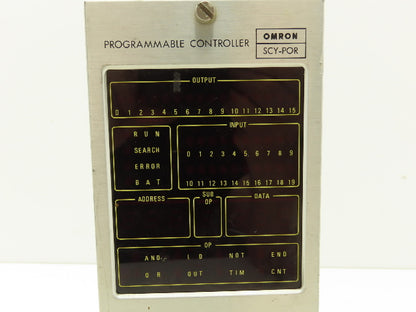 PROGRAMMABLE CONTROLLER
OMRON
SCY-POR
OUTPUT
0 1 2 3 4 5 6 7 8 9 10 11 12 13 14 15
RUN
SEARCH
ERROR
BAT
INPUT
0 1 2 3 4 5 6 7 8 9
10 11 12 13 14 15 16 17 18 19
ADDRESS
SUB
OP
DATA
OP
AND LD NOT END
OR OUT TIM CNT